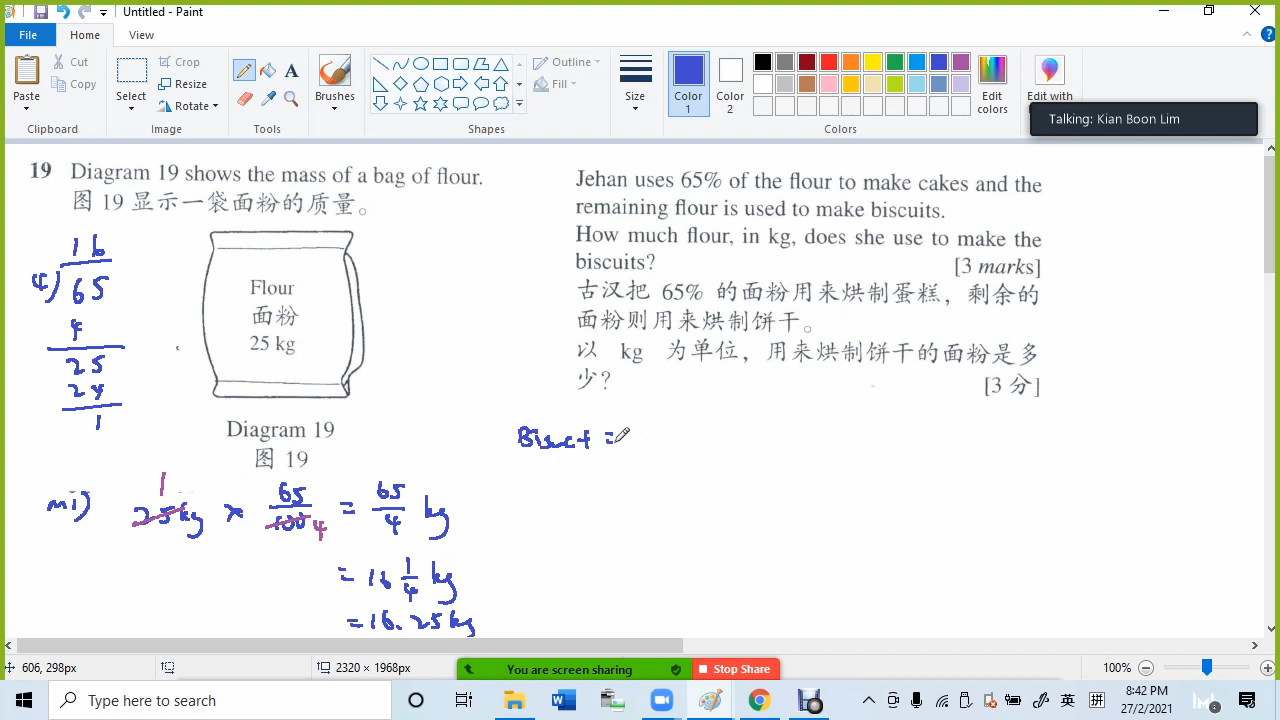 Untitled - Paint
File Home View
Paste
Cut
Copy
Clipboard
Select
Crop
Resize
Rotate
Image
A
Tools
Brushes
Shapes
Outline
Fill
Size
Color 1
Color 2
Edit colors
Colors
Edit with
Talking: Kian Boon Lim
19 Diagram 19 shows the mass of a bag of flour.
图 19 显示一袋面粉的质量。
16
4) 65
4
25
24
1
Flour
面粉
25 kg
Diagram 19
图 19
Jehan uses 65% of the flour to make cakes and the
remaining flour is used to make biscuits.
How much flour, in kg, does she use to make the
biscuits? [3 marks]
古汉把 65% 的面粉用来烘制蛋糕，剩余的
面粉则用来烘制饼干。
以 kg 为单位，用来烘制饼干的面粉是多
少? [3 分]
Biscut =
mi) 25kg 1 × 65/100 4 = 65/4 kg
= 16 1/4 kg
= 16.25kg
606, 298px
2320 × 1968px
100%
You are screen sharing
Stop Share
Type here to search
英
拼
8:42 PM
27/2/2021